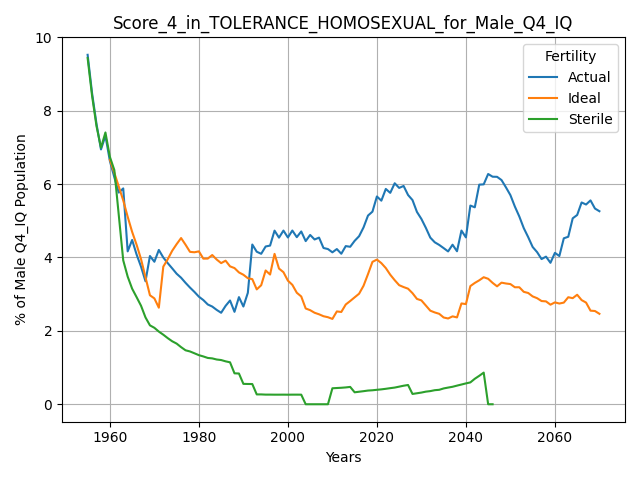 Score_4_in_TOLERANCE_HOMOSEXUAL_for_Male_Q4_IQ
Fertility
Actual
Ideal
Sterile
% of Male Q4_IQ Population
10
8
6
4
2
0
1960 1980 2000 2020 2040 2060
Years